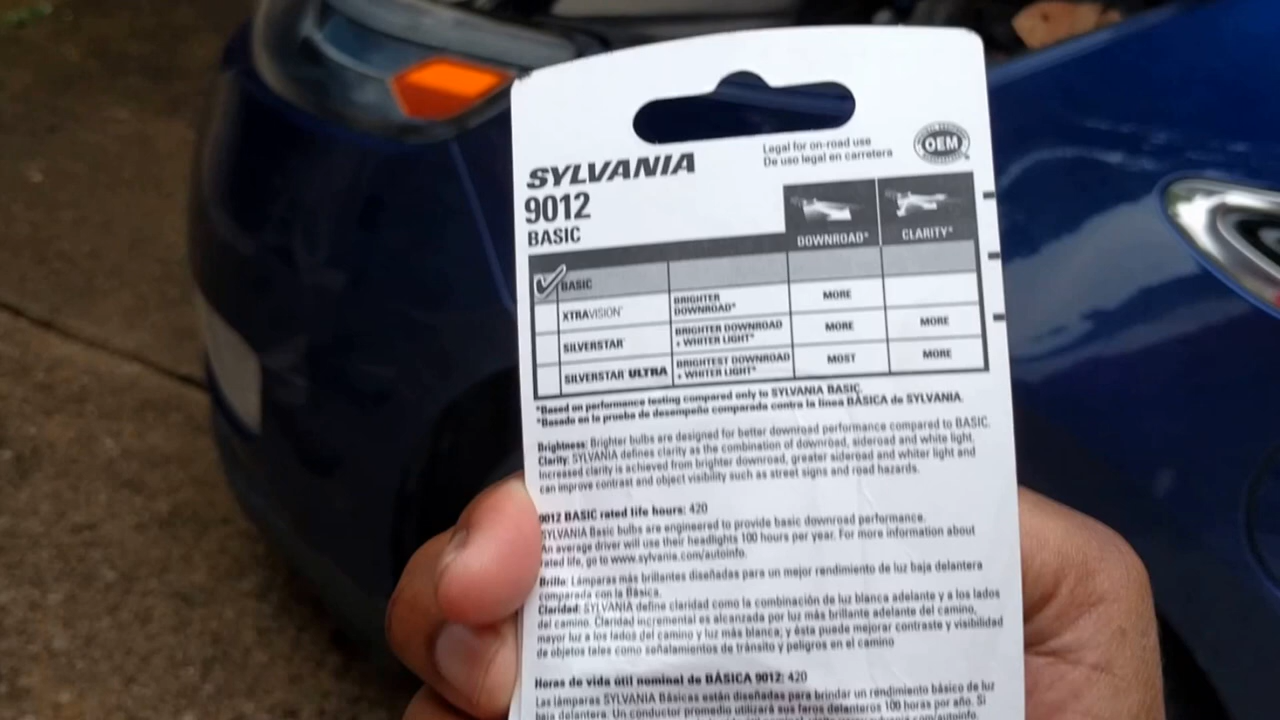 SYLVANIA
9012
BASIC
Legal for on-road use
De uso legal en carretera
OEM
DOWNROAD*
CLARITY*
BASIC
XTRAVISION
BRIGHTER
DOWNROAD*
MORE
SILVERSTAR
BRIGHTER DOWNROAD
+ WHITER LIGHT*
MORE
MORE
SILVERSTAR ULTRA
BRIGHTEST DOWNROAD
+ WHITER LIGHT*
MOST
MORE
*Based on performance testing compared only to SYLVANIA BASIC.
*Basado en la prueba de desempeño comparada contra la línea BÁSICA de SYLVANIA.
Brightness: Brighter bulbs are designed for better downroad performance compared to BASIC.
Clarity: SYLVANIA defines clarity as the combination of downroad, sideroad and white light.
Increased clarity is achieved from brighter downroad, greater sideroad and whiter light and
can improve contrast and object visibility such as street signs and road hazards.
9012 BASIC rated life hours: 420
SYLVANIA Basic bulbs are engineered to provide basic downroad performance.
An average driver will use their headlights 100 hours per year. For more information about
rated life, go to www.sylvania.com/autoinfo.
Brillo: Lámparas más brillantes diseñadas para un mejor rendimiento de luz baja delantera
comparada con la Básica.
Claridad: SYLVANIA define claridad como la combinación de luz blanca adelante y a los lados
del camino. Claridad incremental es alcanzada por luz más brillante adelante del camino,
mayor luz a los lados del camino y luz más blanca; y ésta puede mejorar contraste y visibilidad
de objetos tales como señalamientos de tránsito y peligros en el camino
Horas de vida útil nominal de BÁSICA 9012: 420
Las lámparas SYLVANIA Básicas están diseñadas para brindar un rendimiento básico de luz
baja delantera. Un conductor promedio utilizará sus faros delanteros 100 horas por año. Si